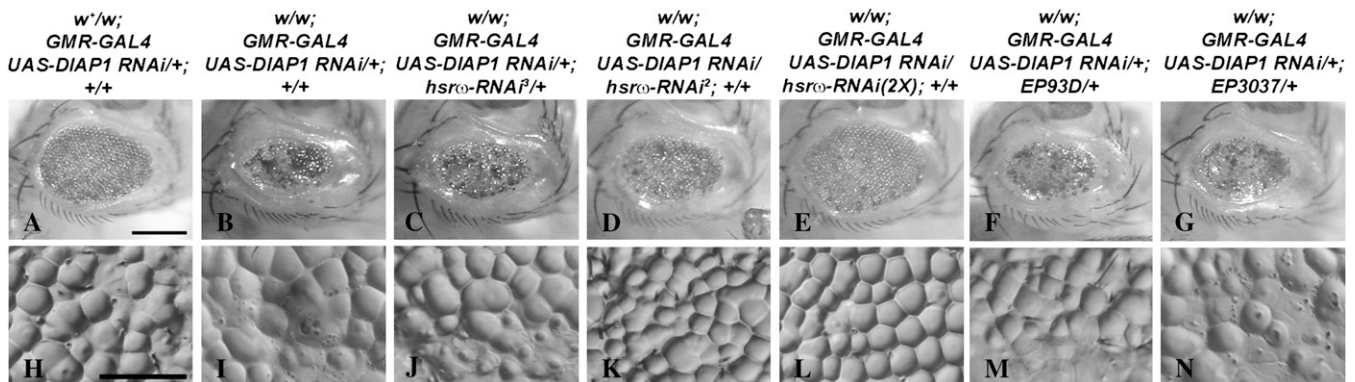 w⁺/w;
GMR-GAL4
UAS-DIAP1 RNAi/+;
+/+
w/w;
GMR-GAL4
UAS-DIAP1 RNAi/+;
+/+
w/w;
GMR-GAL4
UAS-DIAP1 RNAi/+;
hsrω-RNAi³/+
w/w;
GMR-GAL4
UAS-DIAP1 RNAi/
hsrω-RNAi²; +/+
w/w;
GMR-GAL4
UAS-DIAP1 RNAi/
hsrω-RNAi(2X); +/+
w/w;
GMR-GAL4
UAS-DIAP1 RNAi/+;
EP93D/+
w/w;
GMR-GAL4
UAS-DIAP1 RNAi/+;
EP3037/+
A
B
C
D
E
F
G
H
I
J
K
L
M
N